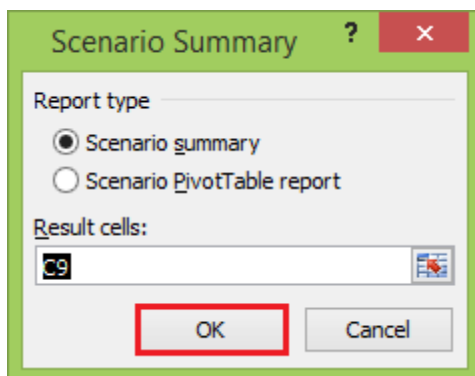 Scenario Summary ? ×
Report type
Scenario summary
Scenario PivotTable report
Result cells:
C9
OK Cancel